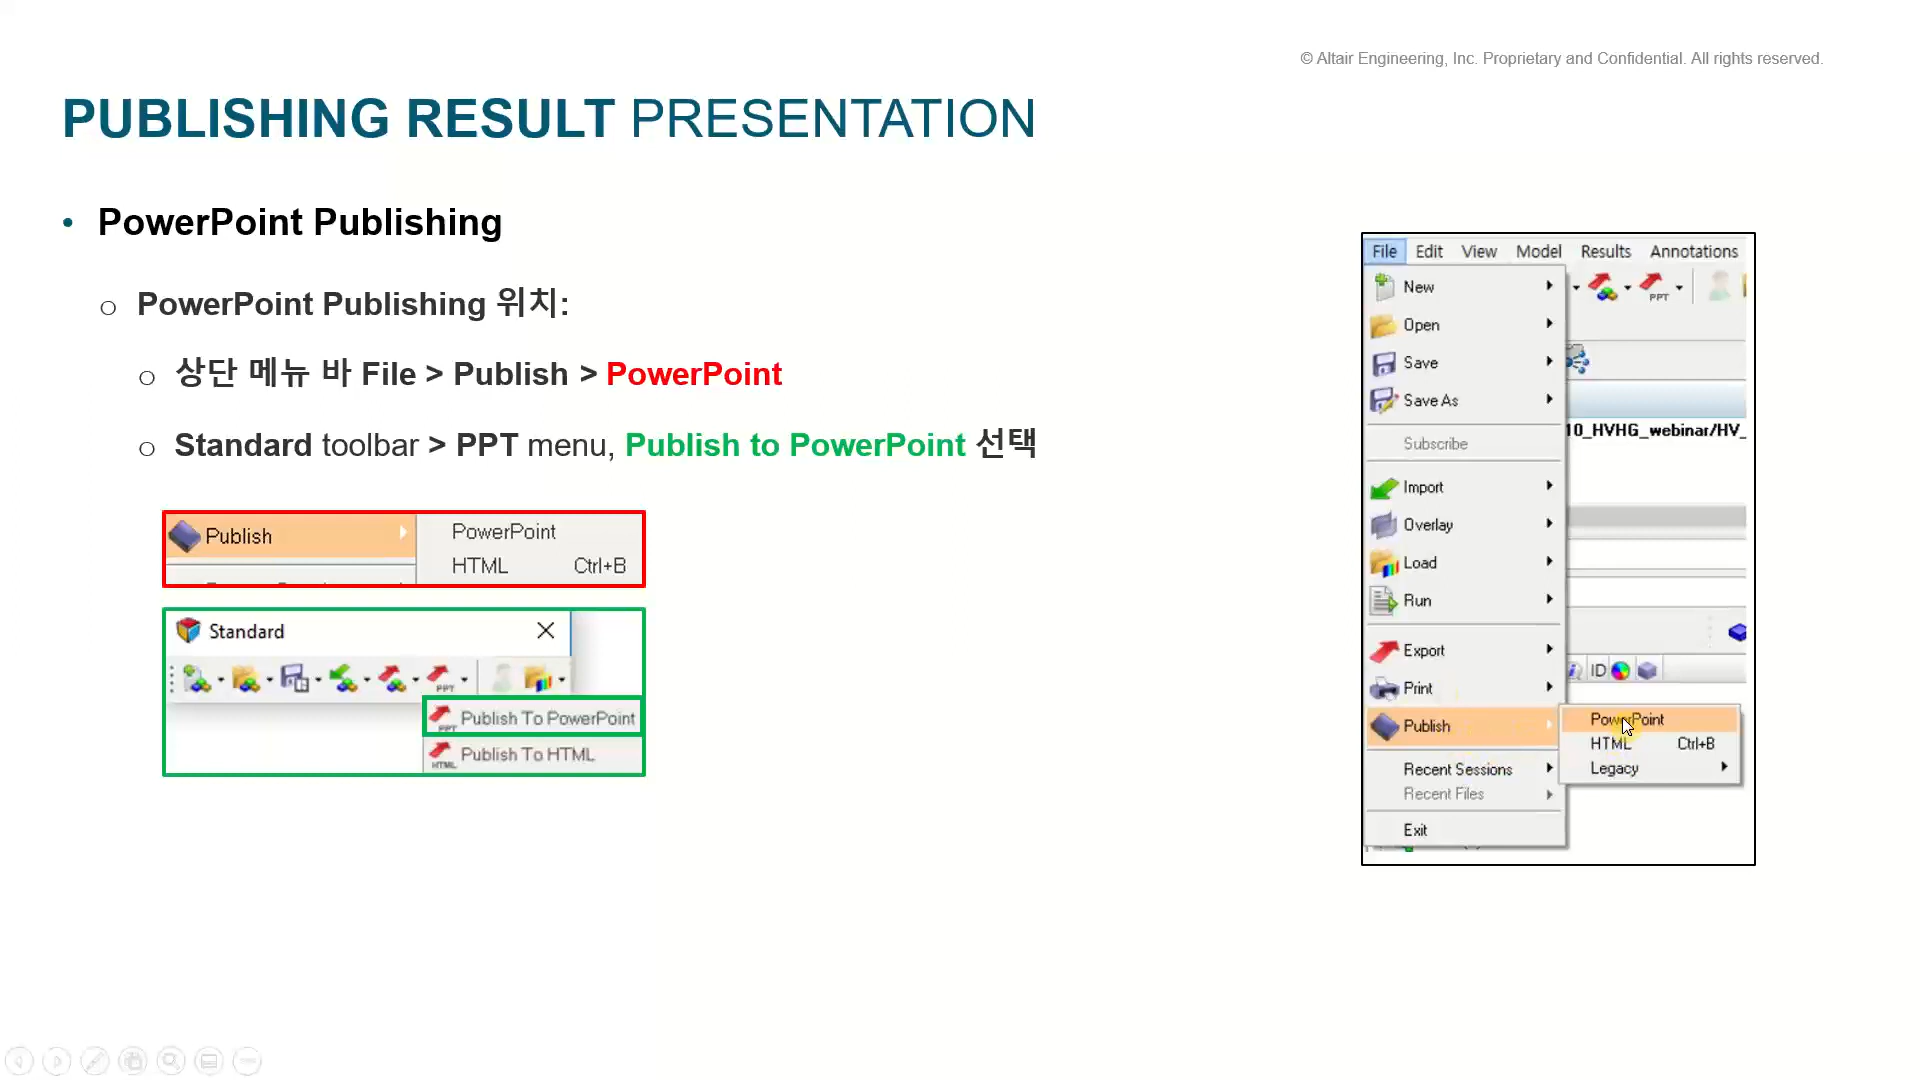 © Altair Engineering, Inc. Proprietary and Confidential. All rights reserved.
PUBLISHING RESULT PRESENTATION
• PowerPoint Publishing
o PowerPoint Publishing 위치:
o 상단 메뉴 바 File > Publish > PowerPoint
o Standard toolbar > PPT menu, Publish to PowerPoint 선택
Publish
PowerPoint
HTML Ctrl+B
Standard
PPT
PPT Publish To PowerPoint
HTML Publish To HTML
File Edit View Model Results Annotations
New
PPT
Open
Save
Save As
10_HVHG_webinar/HV_
Subscribe
Import
Overlay
Load
Run
Export
ID
Print
Publish
PowerPoint
HTML Ctrl+B
Legacy
Recent Sessions
Recent Files
Exit